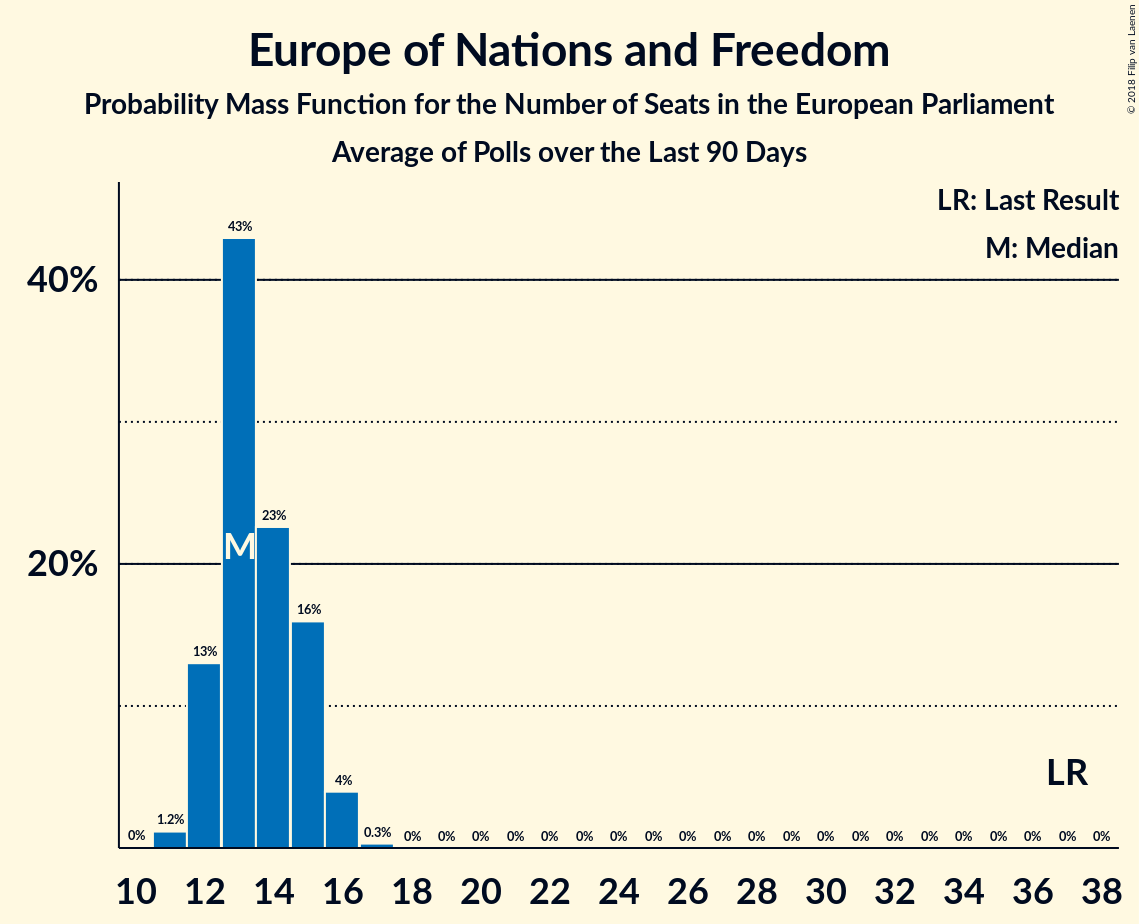 Europe of Nations and Freedom
Probability Mass Function for the Number of Seats in the European Parliament
Average of Polls over the Last 90 Days
© 2018 Filip van Laenen
LR: Last Result
M: Median
40%
20%
0% 1.2% 13% 43% 23% 16% 4% 0.3% 0% 0% 0% 0% 0% 0% 0% 0% 0% 0% 0% 0% 0% 0% 0% 0% 0% 0% 0% 0% 0%
M
LR
10 12 14 16 18 20 22 24 26 28 30 32 34 36 38